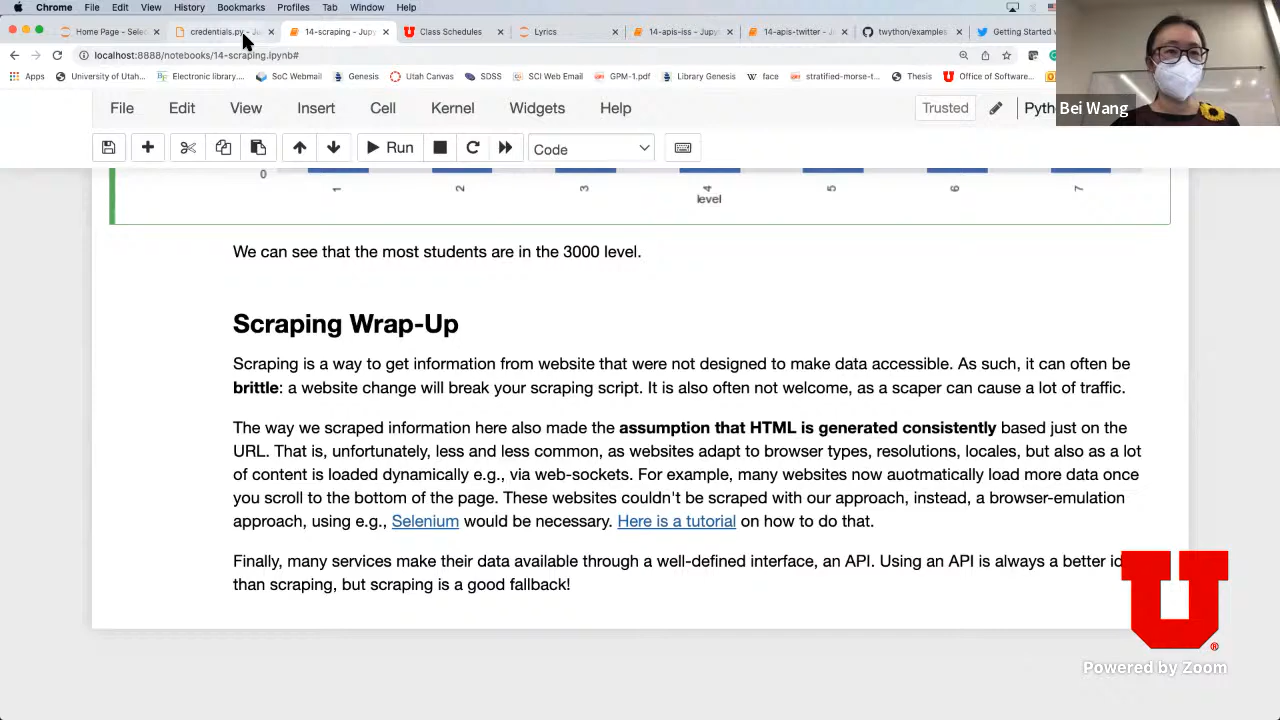 Chrome File Edit View History Bookmarks Profiles Tab Window Help
Home Page - Sele
credentials.py - Ju
14-scraping - Jupy
Class Schedules
Lyrics
14-apis-twitter - J
twython/example
Getting Started w
localhost:8888/notebooks/14-scraping.ipynb#
Apps University of Utah... Electronic library.... SoC Webmail Genesis Utah Canvas SDSS SCI Web Email GPM-1.pdf Library Genesis face stratified-morse-t... Thesis Office of Software...
File Edit View Insert Cell Kernel Widgets Help Trusted Pyth
Bei Wang
Run Code
0
1 2 3 4 5 6 7
level
We can see that the most students are in the 3000 level.
Scraping Wrap-Up
Scraping is a way to get information from website that were not designed to make data accessible. As such, it can often be
brittle: a website change will break your scraping script. It is also often not welcome, as a scaper can cause a lot of traffic.
The way we scraped information here also made the assumption that HTML is generated consistently based just on the
URL. That is, unfortunately, less and less common, as websites adapt to browser types, resolutions, locales, but also as a lot
of content is loaded dynamically e.g., via web-sockets. For example, many websites now auotmatically load more data once
you scroll to the bottom of the page. These websites couldn't be scraped with our approach, instead, a browser-emulation
approach, using e.g., Selenium would be necessary. Here is a tutorial on how to do that.
Finally, many services make their data available through a well-defined interface, an API. Using an API is always a better id
than scraping, but scraping is a good fallback!
U
Powered by Zoom